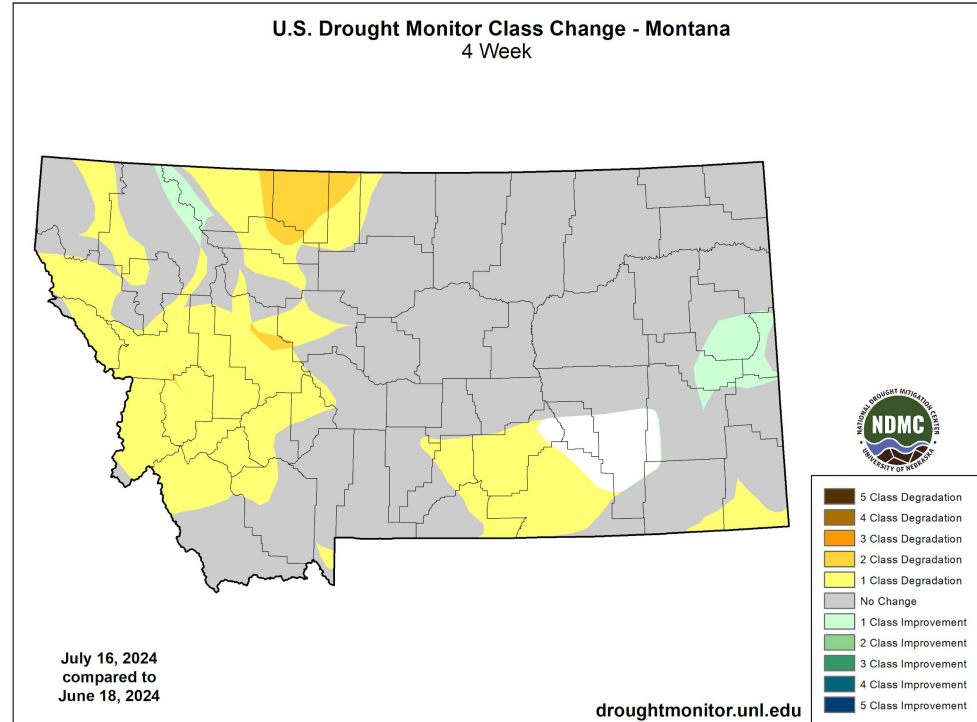 U.S. Drought Monitor Class Change - Montana
4 Week
NATIONAL DROUGHT MITIGATION CENTER
NDMC
UNIVERSITY OF NEBRASKA
5 Class Degradation
4 Class Degradation
3 Class Degradation
2 Class Degradation
1 Class Degradation
No Change
1 Class Improvement
2 Class Improvement
3 Class Improvement
4 Class Improvement
5 Class Improvement
July 16, 2024
compared to
June 18, 2024
droughtmonitor.unl.edu